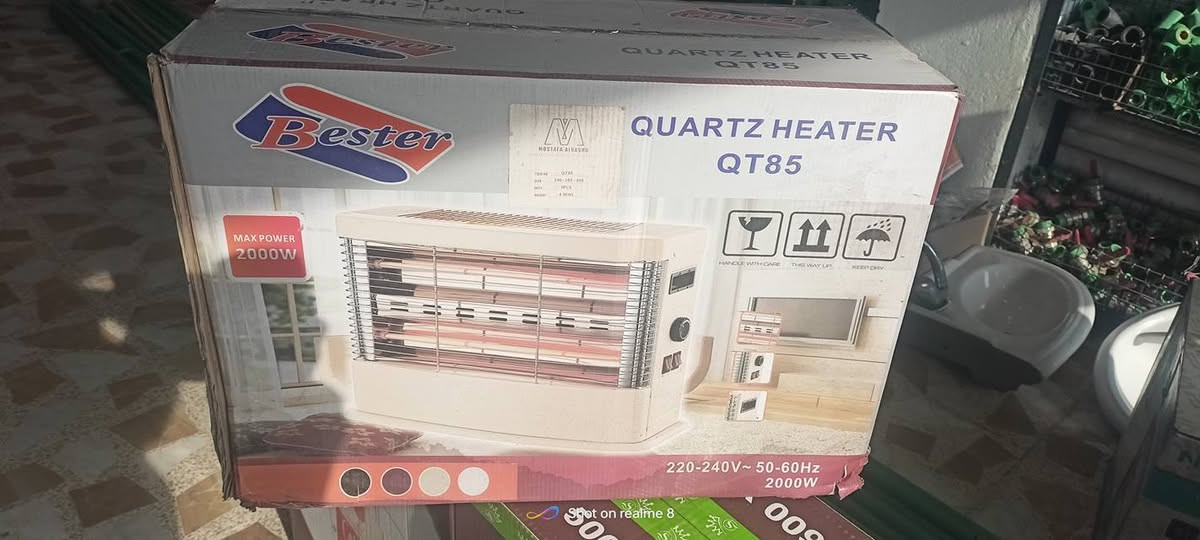 QUARTZ HEATER
QT85
Bester
Bester
QUARTZ HEATER
QT85
MAX POWER
2000W
HANDLE WITH CARE
THIS WAY UP
KEEP DRY
220-240V~ 50-60Hz
2000W
Shot on realme 8